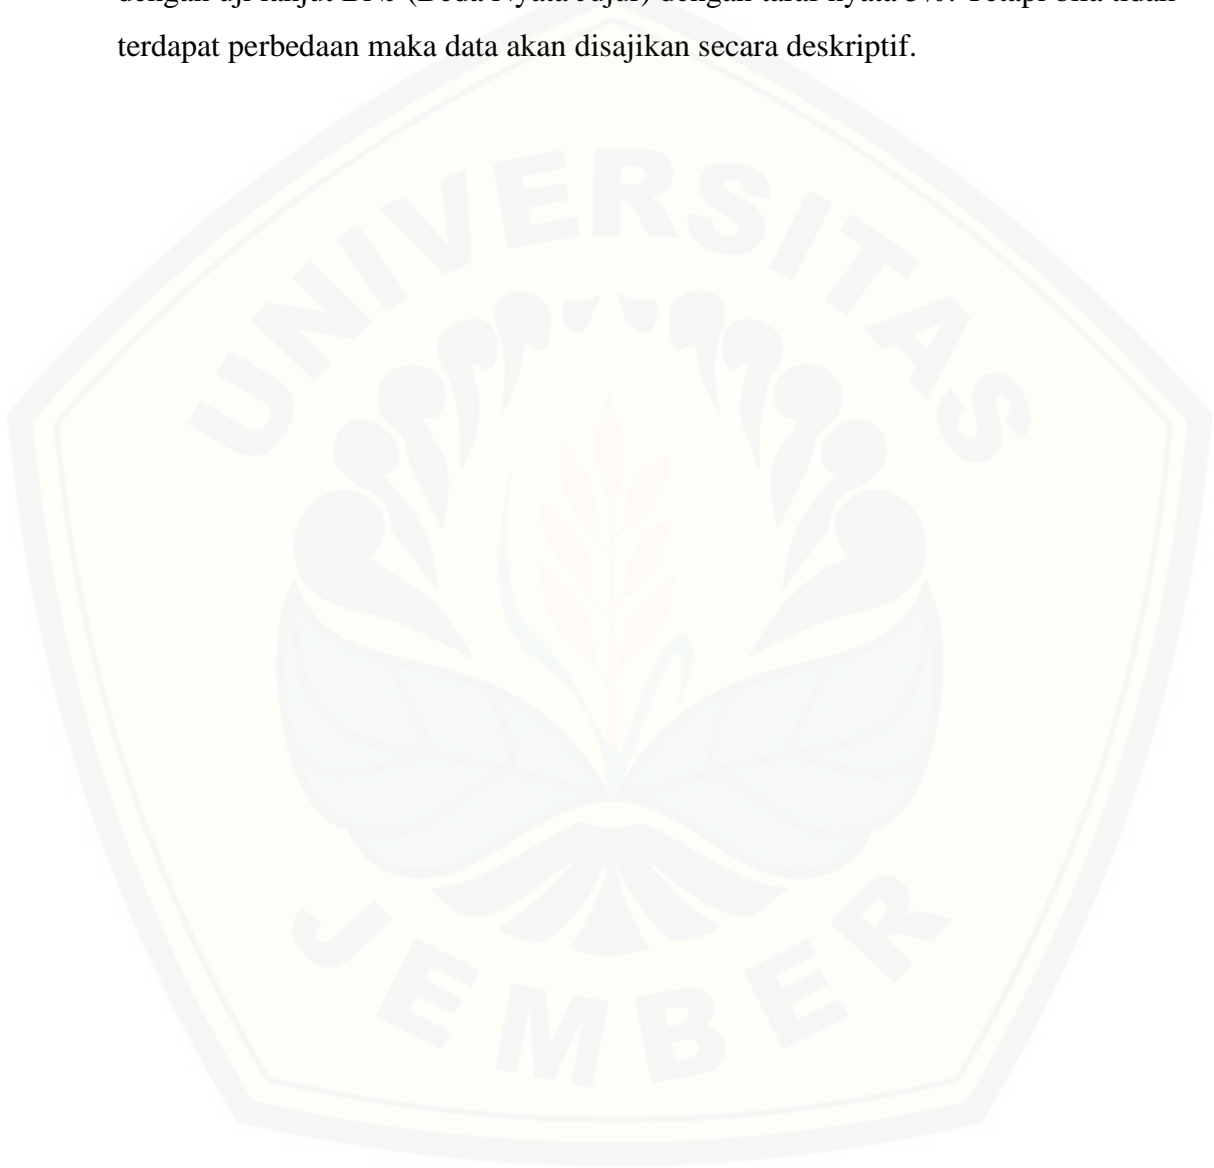 dengan uji lanjut BNJ (Beda Nyata Jujur) dengan taraf nyata 5%. Tetapi bila tidak
terdapat perbedaan maka data akan disajikan secara deskriptif.
UNIVERSITAS
JEMBER